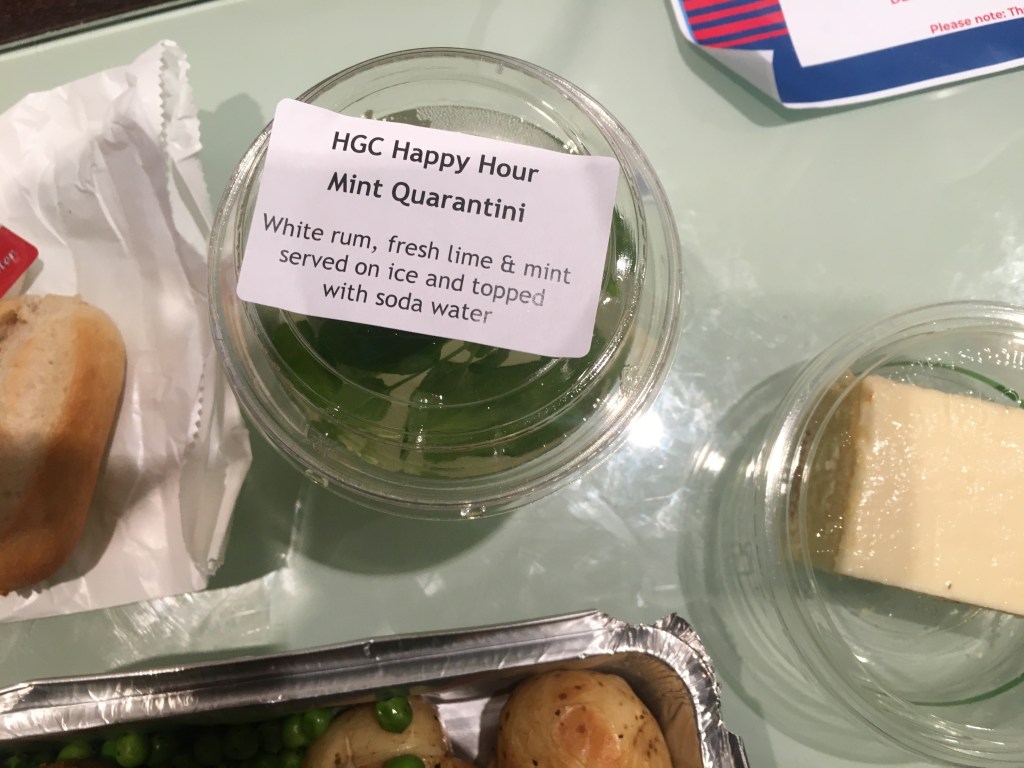 Please note: Th
HGC Happy Hour
Mint Quarantini
White rum, fresh lime & mint
served on ice and topped
with soda water